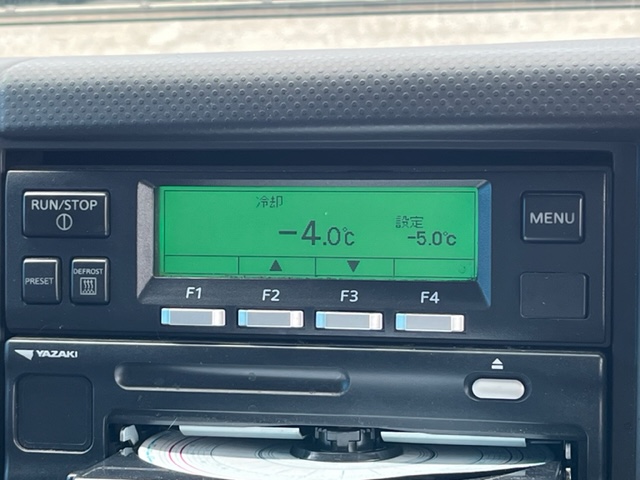 RUN/STOP
冷却
-4.0℃
設定
-5.0℃
MENU
▲ ▼
PRESET
DEFROST
F1 F2 F3 F4
YAZAKI